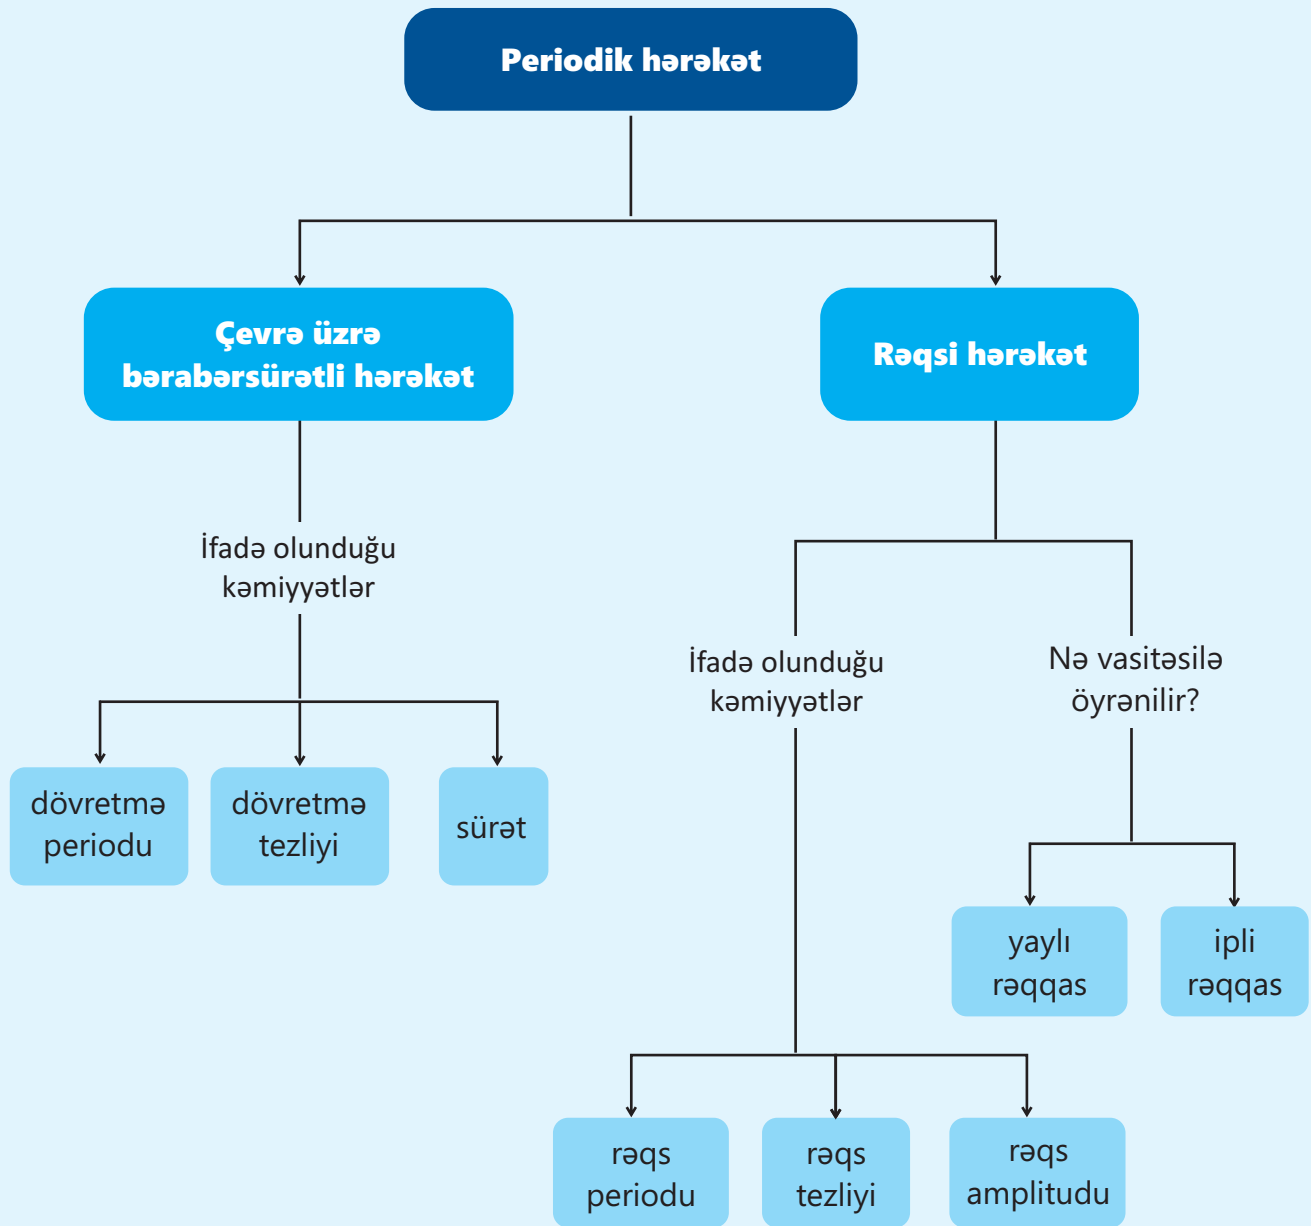 Periodik hərəkət
Çevrə üzrə
bərabərsürətli hərəkət
Rəqsi hərəkət
İfadə olunduğu
kəmiyyətlər
İfadə olunduğu
kəmiyyətlər
Nə vasitəsilə
öyrənilir?
dövretmə
periodu
dövretmə
tezliyi
sürət
yaylı
rəqqas
ipli
rəqqas
rəqs
periodu
rəqs
tezliyi
rəqs
amplitudu